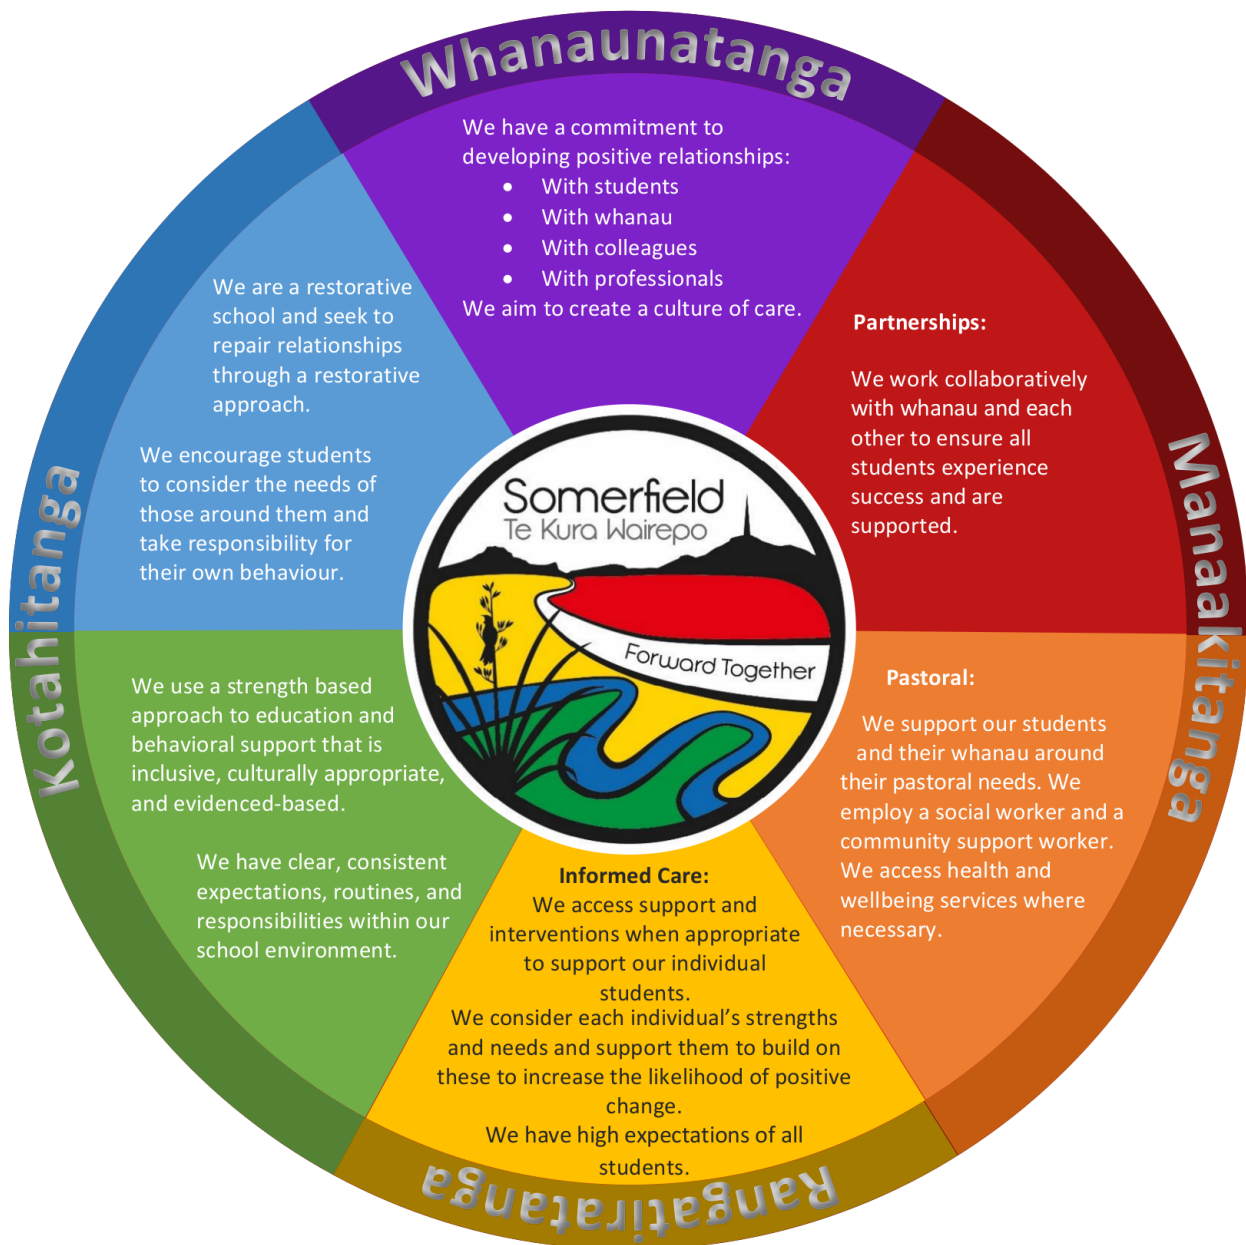 Whanaunatanga
We have a commitment to
developing positive relationships:
• With students
• With whanau
• With colleagues
• With professionals
We aim to create a culture of care.
Manaakitanga
Partnerships:
We work collaboratively
with whanau and each
other to ensure all
students experience
success and are
supported.
Pastoral:
We support our students
and their whanau around
their pastoral needs. We
employ a social worker and a
community support worker.
We access health and
wellbeing services where
necessary.
Rangatiratanga
Informed Care:
We access support and
interventions when appropriate
to support our individual
students.
We consider each individual’s strengths
and needs and support them to build on
these to increase the likelihood of positive
change.
We have high expectations of all
students.
Kotahitanga
We use a strength based
approach to education and
behavioral support that is
inclusive, culturally appropriate,
and evidenced-based.
We have clear, consistent
expectations, routines, and
responsibilities within our
school environment.
We are a restorative
school and seek to
repair relationships
through a restorative
approach.
We encourage students
to consider the needs of
those around them and
take responsibility for
their own behaviour.
Somerfield
Te Kura Wairepo
Forward Together